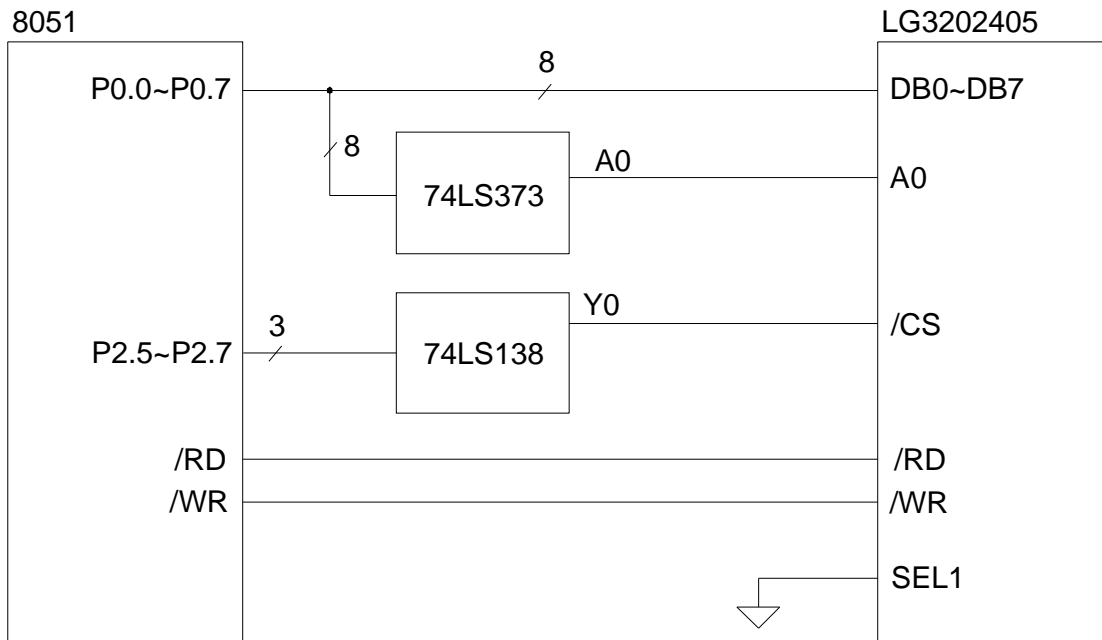 8051
LG3202405
P0.0~P0.7
8
DB0~DB7
8
74LS373
A0
A0
P2.5~P2.7
3
74LS138
Y0
/CS
/RD
/RD
/WR
/WR
SEL1